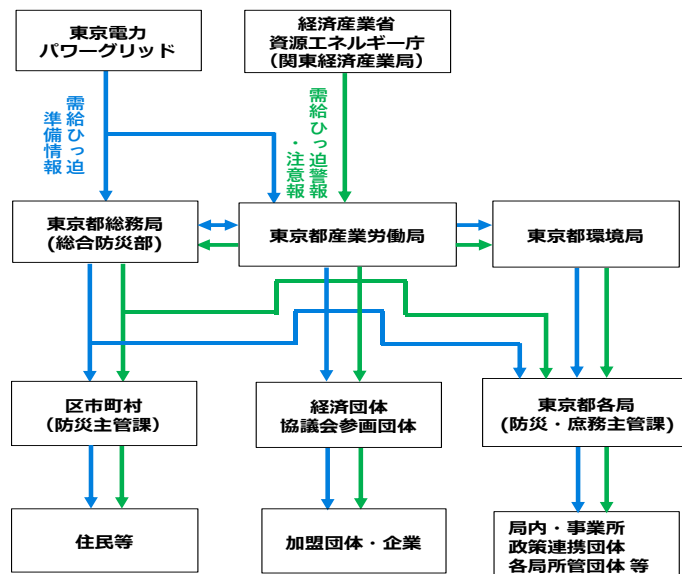 東京電力
パワーグリッド
経済産業省
資源エネルギー庁
（関東経済産業局）
需給ひっ迫
準備情報
需給ひっ迫警報
・注意報
東京都総務局
(総合防災部)
東京都産業労働局
東京都環境局
区市町村
（防災主管課）
経済団体
協議会参画団体
東京都各局
(防災・庶務主管課)
住民等
加盟団体・企業
局内・事業所
政策連携団体
各局所管団体 等